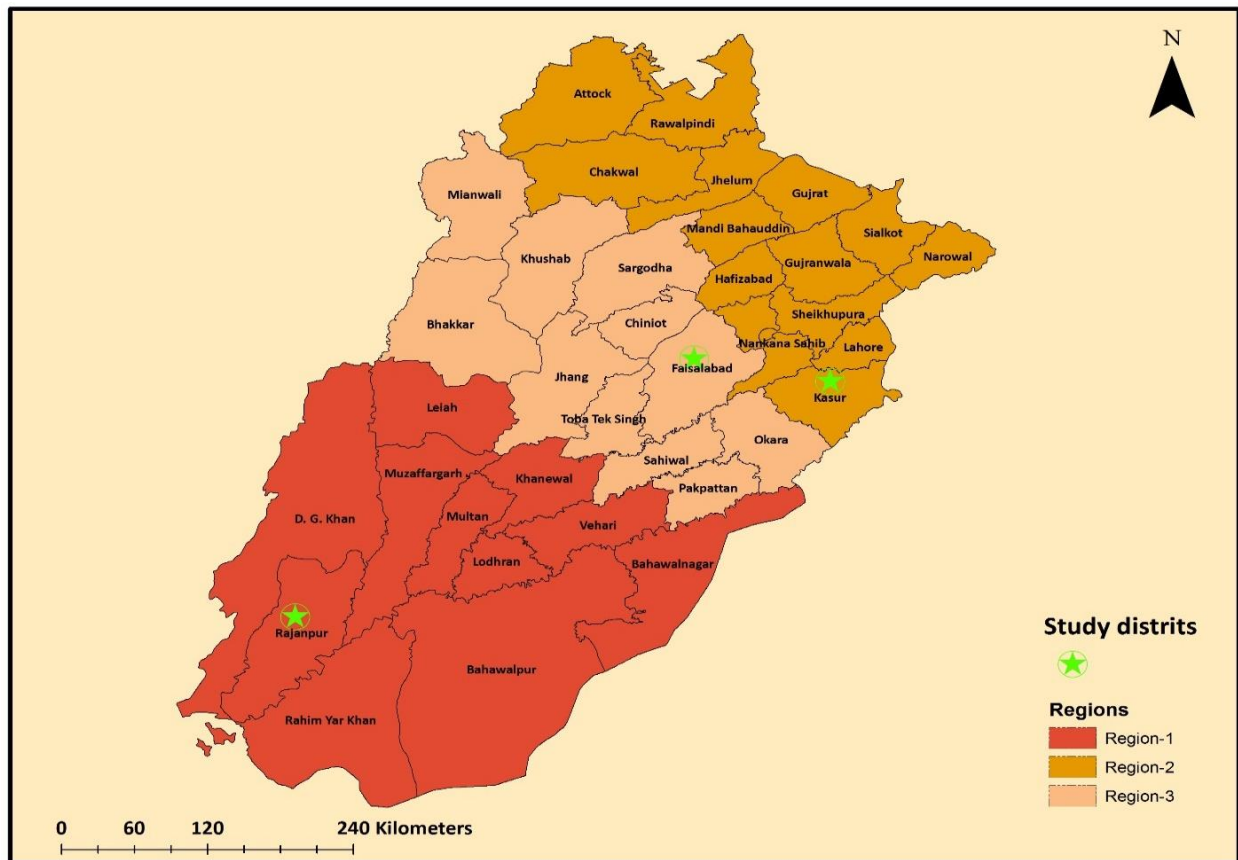 N
Attock
Rawalpindi
Chakwal
Jhelum
Gujrat
Mianwali
Mandi Bahauddin
Sialkot
Khushab
Sargodha
Gujranwala
Narowal
Hafizabad
Bhakkar
Chiniot
Sheikhupura
Nankana Sahib
Lahore
Faisalabad
Jhang
Kasur
Lelah
Toba Tek Singh
Okara
Sahiwal
Muzaffargarh
Khanewal
Pakpattan
D. G. Khan
Multan
Vehari
Lodhran
Bahawalnagar
Rajanpur
Bahawalpur
Rahim Yar Khan
Study distrits
Regions
Region-1
Region-2
Region-3
0 60 120 240 Kilometers